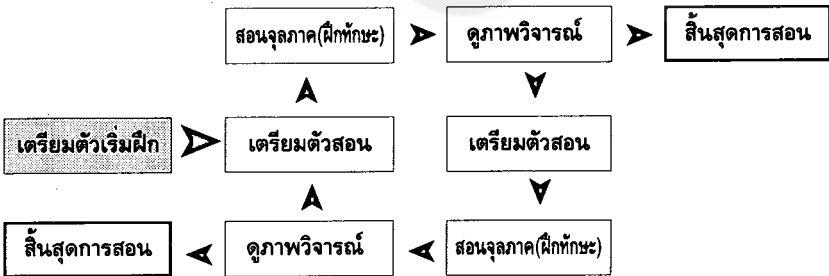 สอนจุลภาค(ฝึกทักษะ) ดูภาพวิจารณ์ สิ้นสุดการสอน
เตรียมตัวเริ่มฝึก เตรียมตัวสอน เตรียมตัวสอน
สิ้นสุดการสอน ดูภาพวิจารณ์ สอนจุลภาค(ฝึกทักษะ)